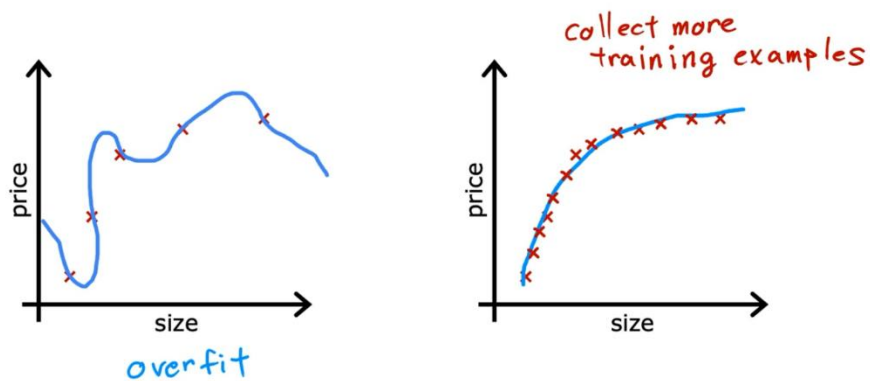 price
size
overfit
collect more
training examples
price
size